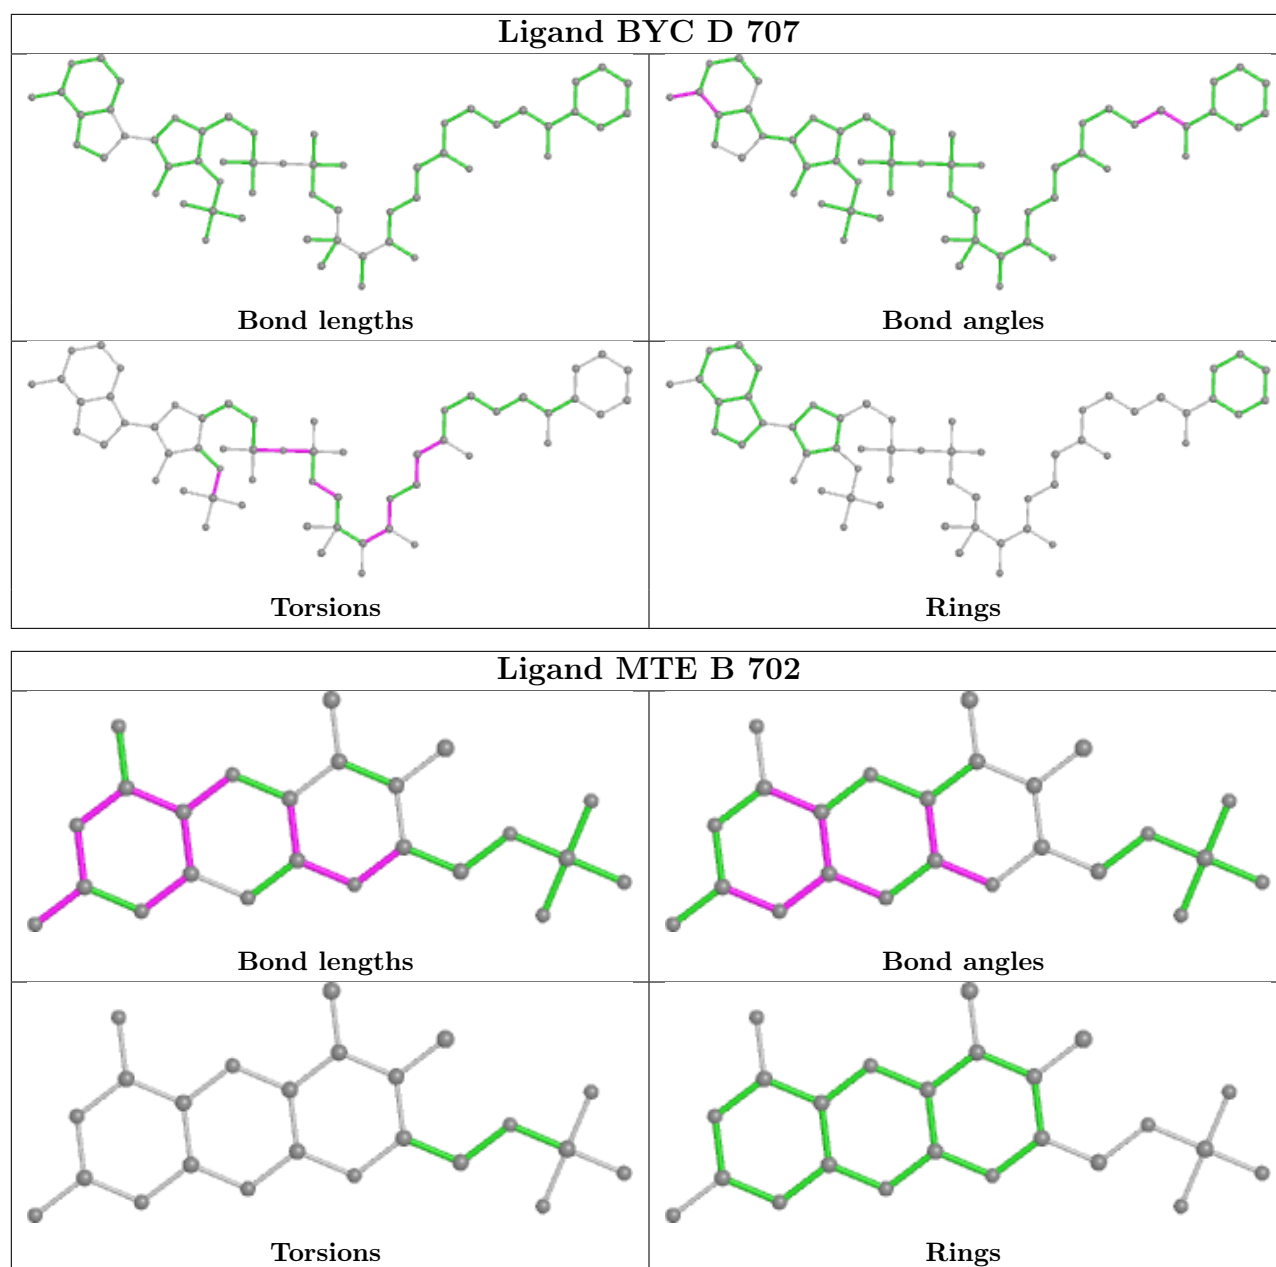 Ligand BYC D 707
Bond lengths
Bond angles
Torsions
Rings
Ligand MTE B 702
Bond lengths
Bond angles
Torsions
Rings